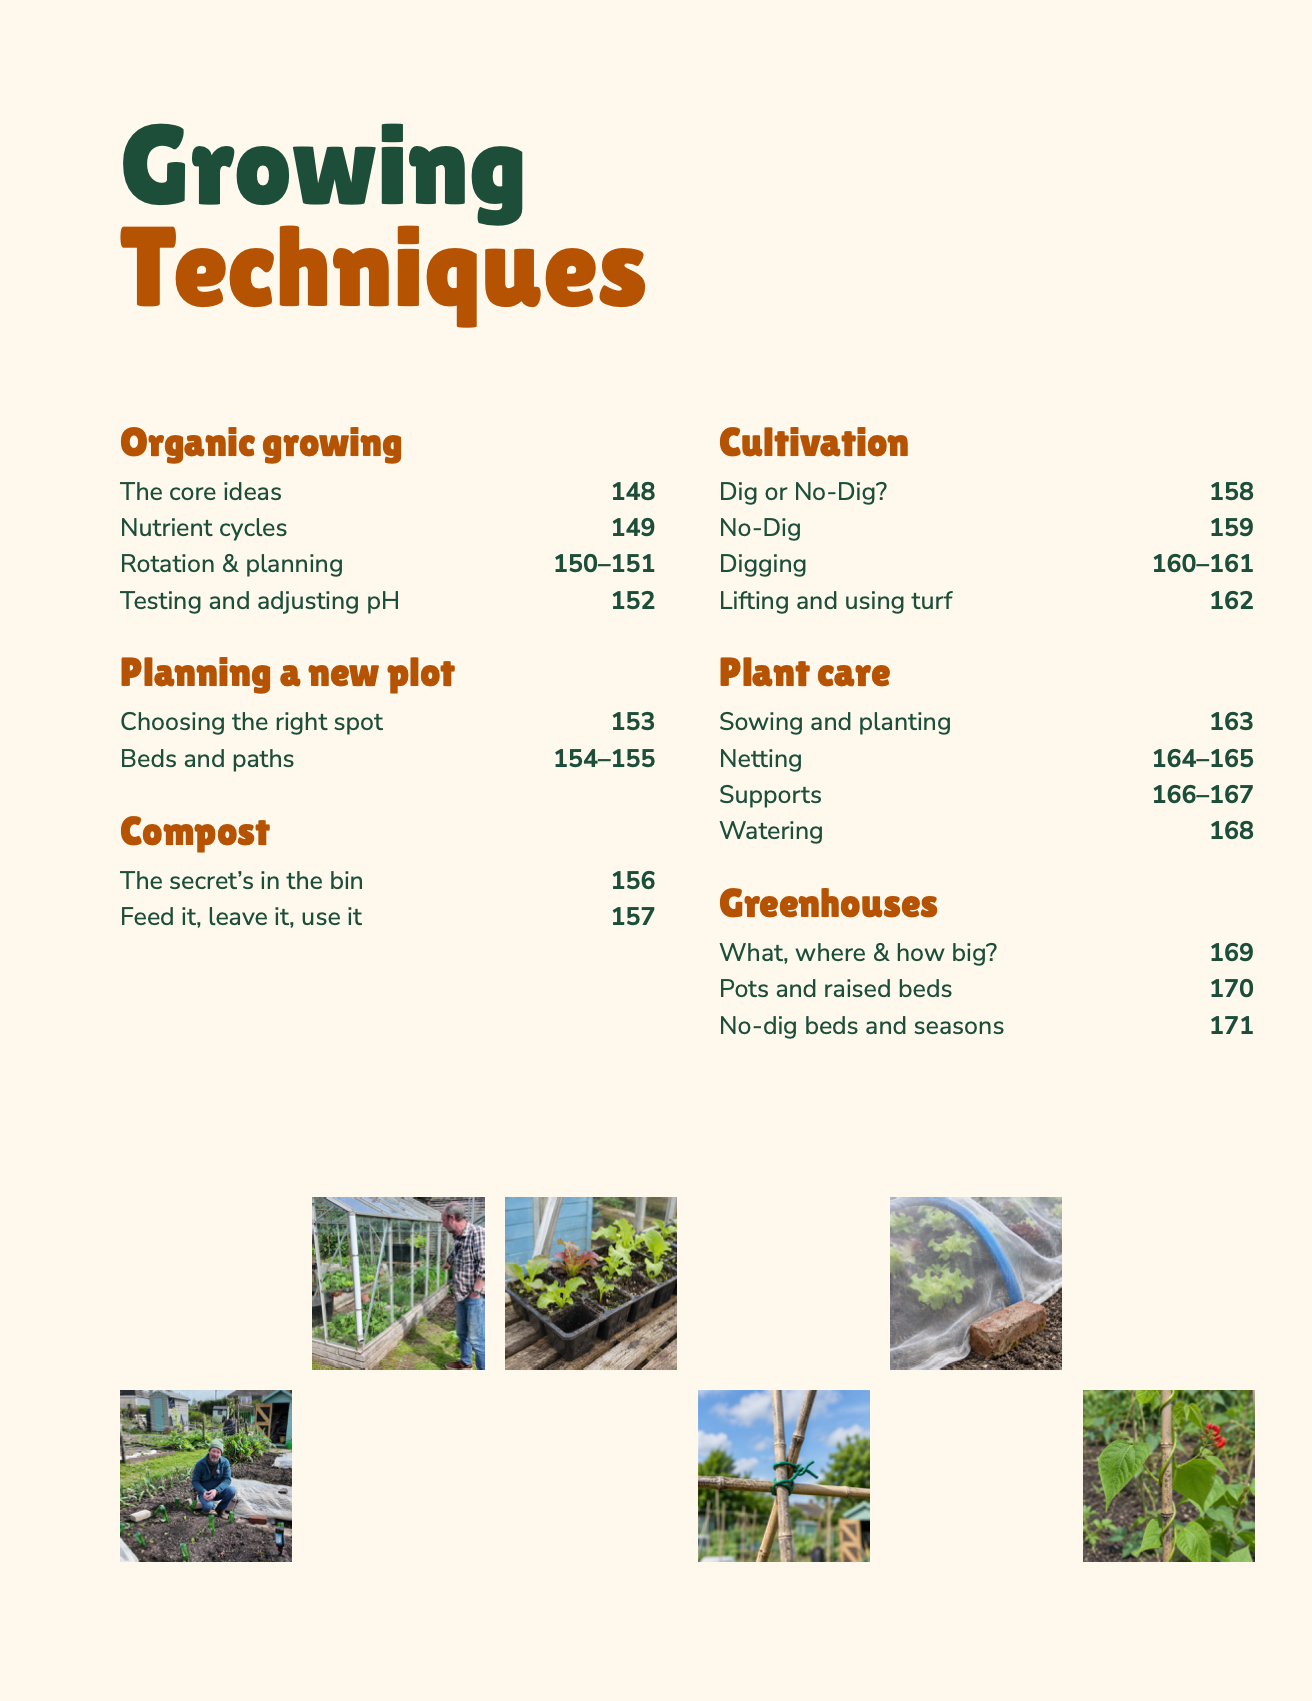 Growing
Techniques
Organic growing
The core ideas 148
Nutrient cycles 149
Rotation & planning 150–151
Testing and adjusting pH 152
Planning a new plot
Choosing the right spot 153
Beds and paths 154–155
Compost
The secret’s in the bin 156
Feed it, leave it, use it 157
Cultivation
Dig or No-Dig? 158
No-Dig 159
Digging 160–161
Lifting and using turf 162
Plant care
Sowing and planting 163
Netting 164–165
Supports 166–167
Watering 168
Greenhouses
What, where & how big? 169
Pots and raised beds 170
No-dig beds and seasons 171